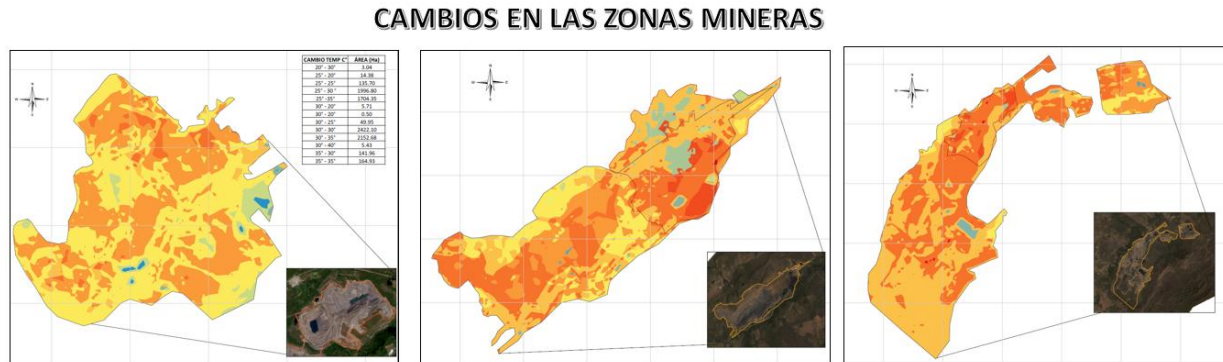 CAMBIOS EN LAS ZONAS MINERAS
CAMBIO TEMP C° ÁREA (Ha)
20° - 30° 3.04
25° - 20° 14.38
25° - 25° 135.70
25° - 30° 1996.80
25° -35° 1704.35
30° - 20° 5.71
30° - 20° 0.50
30° - 25° 49.95
30° - 30° 2422.10
30° - 35° 2152.68
30° - 40° 5.43
35° - 30° 141.96
35° - 35° 164.93